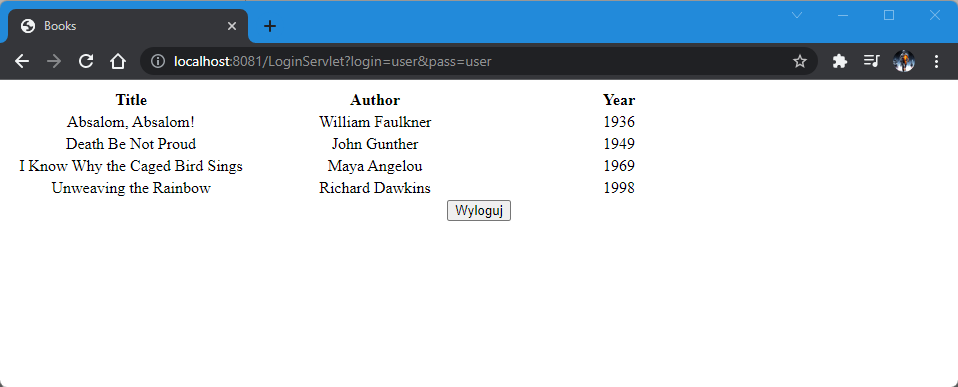 Books
localhost:8081/LoginServlet?login=user&pass=user
Title Author Year
Absalom, Absalom! William Faulkner 1936
Death Be Not Proud John Gunther 1949
I Know Why the Caged Bird Sings Maya Angelou 1969
Unweaving the Rainbow Richard Dawkins 1998
Wyloguj